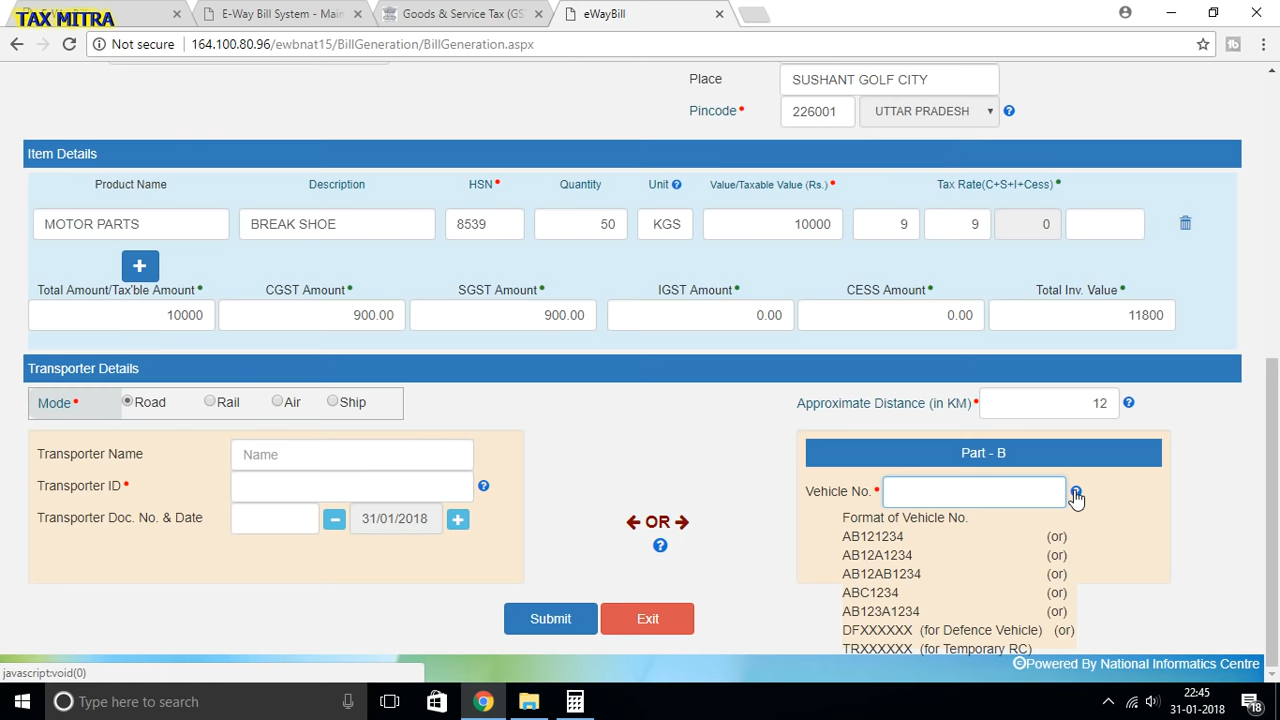 TAX MITRA
E-Way Bill System - Main
Goods & Service Tax (GS
eWayBill
Not secure
164.100.80.96/ewbnat15/BillGeneration/BillGeneration.aspx
Place
SUSHANT GOLF CITY
Pincode
226001
UTTAR PRADESH
Item Details
Product Name Description HSN Quantity Unit Value/Taxable Value (Rs.) Tax Rate(C+S+I+Cess)
MOTOR PARTS BREAK SHOE 8539 50 KGS 10000 9 9 0
Total Amount/Tax'ble Amount CGST Amount SGST Amount IGST Amount CESS Amount Total Inv. Value
10000 900.00 900.00 0.00 0.00 11800
Transporter Details
Mode Road Rail Air Ship
Approximate Distance (in KM) 12
Transporter Name Name
Transporter ID
Transporter Doc. No. & Date 31/01/2018
OR
Part - B
Vehicle No.
Format of Vehicle No.
AB121234 (or)
AB12A1234 (or)
AB12AB1234 (or)
ABC1234 (or)
AB123A1234 (or)
DFXXXXXX (for Defence Vehicle) (or)
TRXXXXXX (for Temporary RC)
Submit Exit
©Powered By National Informatics Centre
javascript:void(0)
Type here to search
22:45
31-01-2018
18